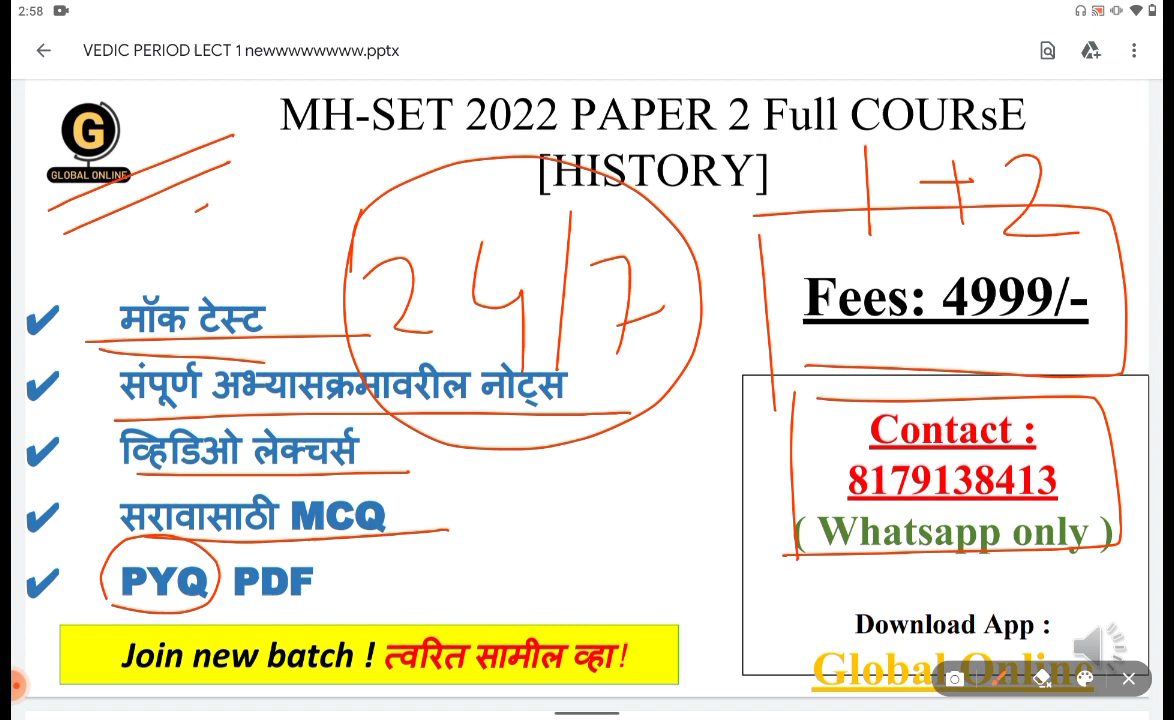 2:58
VEDIC PERIOD LECT 1 newwwwwwwww.pptx
G
GLOBAL ONLINE
MH-SET 2022 PAPER 2 Full COURsE
[HISTORY]
1 + 2
24/7
Fees: 4999/-
✔ मॉक टेस्ट
✔ संपूर्ण अभ्यासक्रमावरील नोट्स
✔ व्हिडिओ लेक्चर्स
✔ सरावासाठी MCQ
✔ PYQ PDF
Contact :
8179138413
( Whatsapp only )
Join new batch ! त्वरित सामील व्हा!
Download App :
Global Online